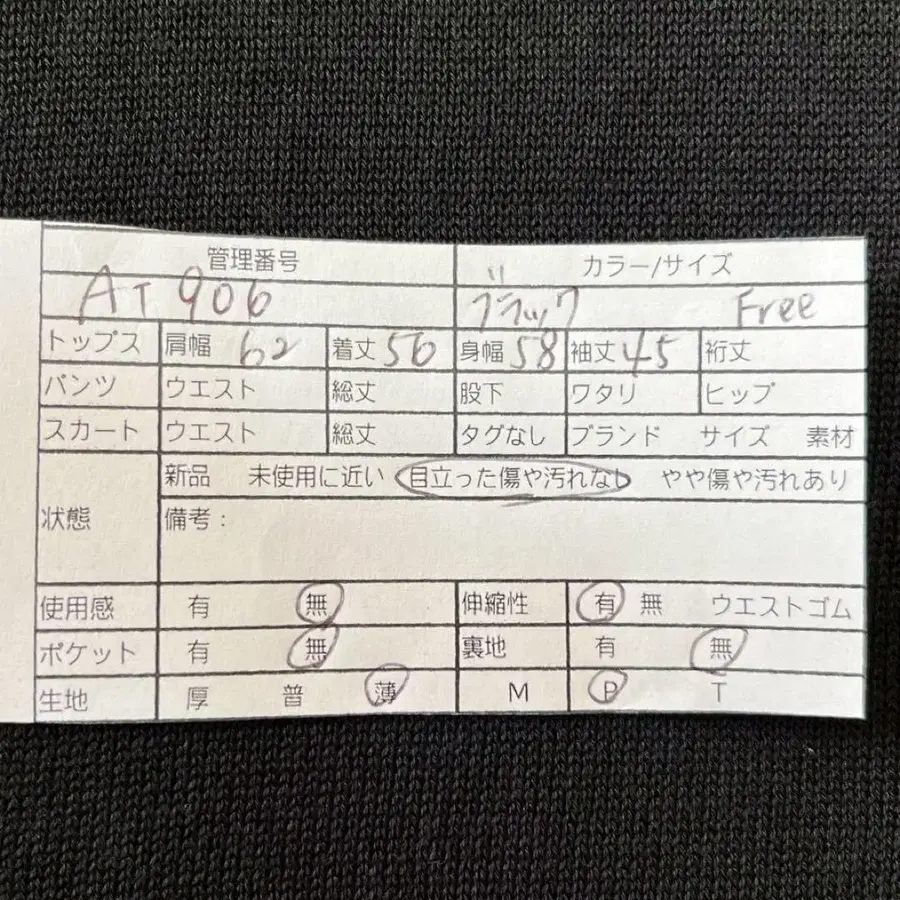 管理番号 カラー/サイズ
AT 906 ブラック Free
トップス 肩幅 62 着丈 56 身幅 58 袖丈 45 裄丈
パンツ ウエスト 総丈 股下 ワタリ ヒップ
スカート ウエスト 総丈 タグなし ブランド サイズ 素材
状態 新品 未使用に近い 目立った傷や汚れなし やや傷や汚れあり
備考:
使用感 有 無 伸縮性 有 無 ウエストゴム
ポケット 有 無 裏地 有 無
生地 厚 普 薄 M P T